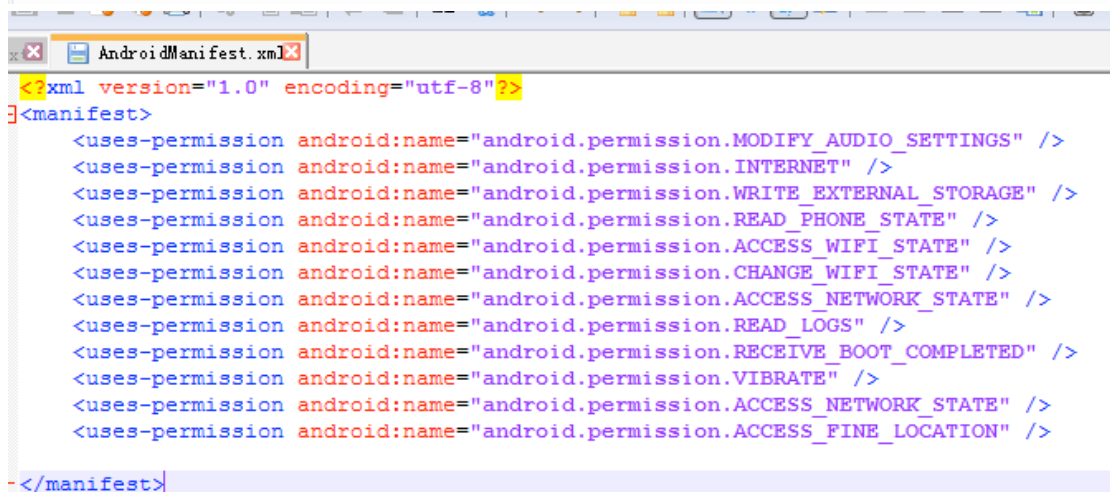 AndroidManifest.xml
<?xml version="1.0" encoding="utf-8"?>
<manifest>
<uses-permission android:name="android.permission.MODIFY_AUDIO_SETTINGS" />
<uses-permission android:name="android.permission.INTERNET" />
<uses-permission android:name="android.permission.WRITE_EXTERNAL_STORAGE" />
<uses-permission android:name="android.permission.READ_PHONE_STATE" />
<uses-permission android:name="android.permission.ACCESS_WIFI_STATE" />
<uses-permission android:name="android.permission.CHANGE_WIFI_STATE" />
<uses-permission android:name="android.permission.ACCESS_NETWORK_STATE" />
<uses-permission android:name="android.permission.READ_LOGS" />
<uses-permission android:name="android.permission.RECEIVE_BOOT_COMPLETED" />
<uses-permission android:name="android.permission.VIBRATE" />
<uses-permission android:name="android.permission.ACCESS_NETWORK_STATE" />
<uses-permission android:name="android.permission.ACCESS_FINE_LOCATION" />
</manifest>